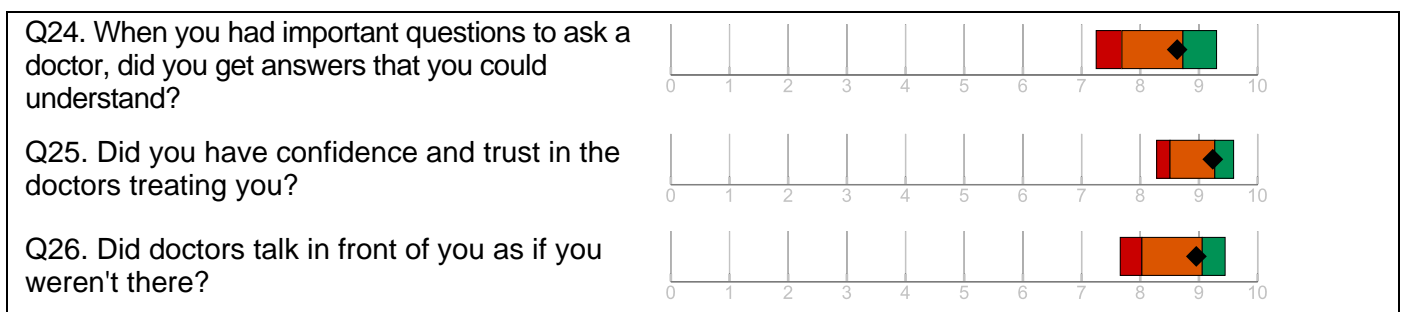 Q24. When you had important questions to ask a
doctor, did you get answers that you could
understand?
0 1 2 3 4 5 6 7 8 9 10
Q25. Did you have confidence and trust in the
doctors treating you?
0 1 2 3 4 5 6 7 8 9 10
Q26. Did doctors talk in front of you as if you
weren't there?
0 1 2 3 4 5 6 7 8 9 10